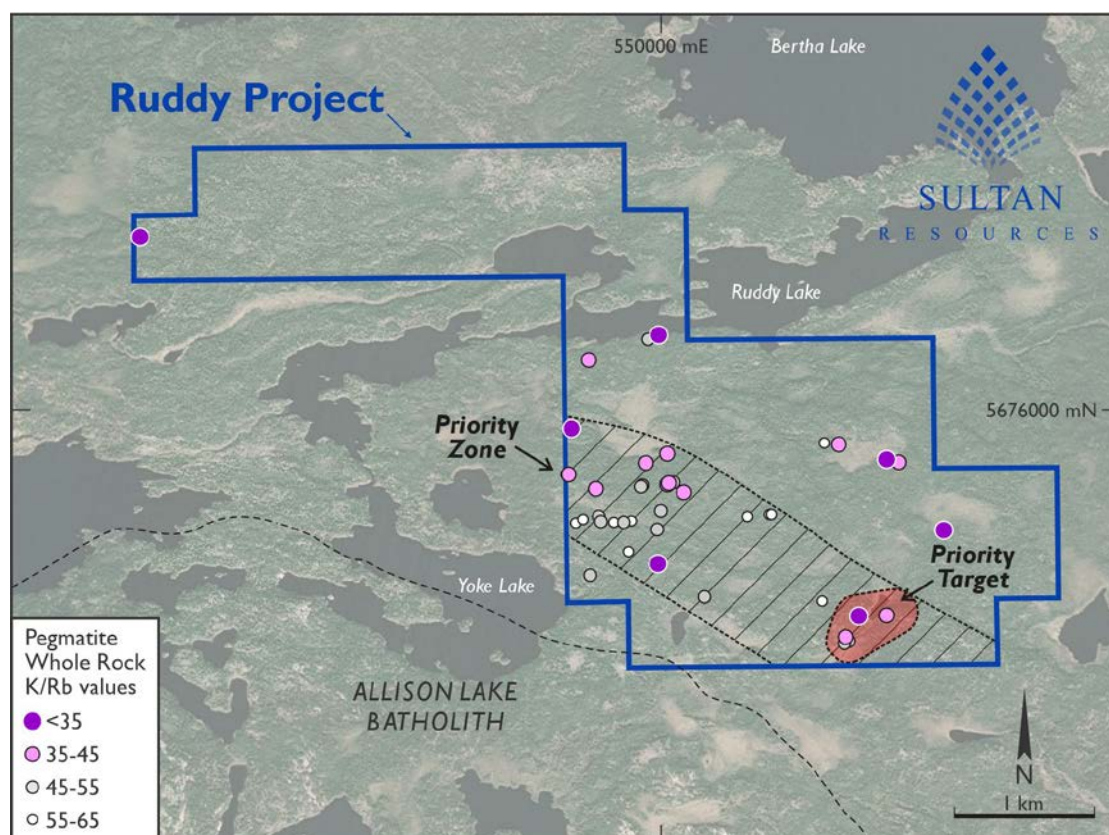 550000 mE
Bertha Lake
Ruddy Project
SULTAN
RESOURCES
Ruddy Lake
5676000 mN
Priority
Zone
Priority
Target
Yoke Lake
ALLISON LAKE
BATHOLITH
Pegmatite
Whole Rock
K/Rb values
<35
35-45
45-55
55-65
N
1 km